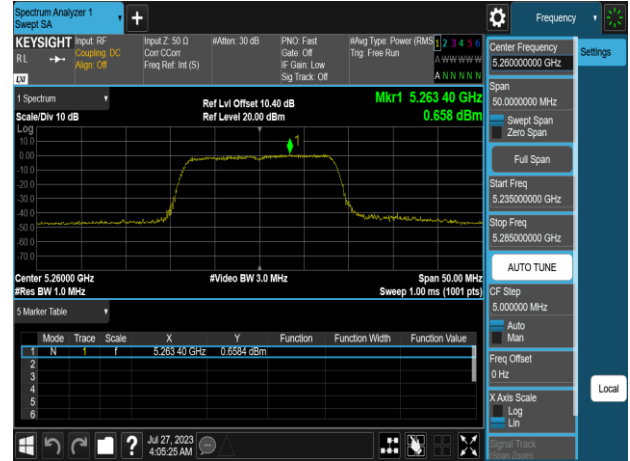 Spectrum Analyzer 1
Swept SA
+
Frequency
KEYSIGHT Input: RF
RL
Coupling: DC
Align: Off
LXI
Input Z: 50 Ω
Corr CCorr
Freq Ref: Int (S)
#Atten: 30 dB
PNO: Fast
Gate: Off
IF Gain: Low
Sig Track: Off
#Avg Type: Power (RMS)
Trig: Free Run
1 2 3 4 5 6
A W W W W W
A N N N N N
1 Spectrum
Scale/Div 10 dB
Ref Lvl Offset 10.40 dB
Ref Level 20.00 dBm
Mkr1 5.263 40 GHz
0.658 dBm
Log
10.0
0.00
-10.0
-20.0
-30.0
-40.0
-50.0
-60.0
-70.0
1
Center 5.26000 GHz
#Res BW 1.0 MHz
#Video BW 3.0 MHz
Span 50.00 MHz
Sweep 1.00 ms (1001 pts)
5 Marker Table
Mode Trace Scale X Y Function Function Width Function Value
1 N 1 f 5.263 40 GHz 0.6584 dBm
2
3
4
5
6
Center Frequency
5.260000000 GHz
Settings
Span
50.0000000 MHz
Swept Span
Zero Span
Full Span
Start Freq
5.235000000 GHz
Stop Freq
5.285000000 GHz
AUTO TUNE
CF Step
5.000000 MHz
Auto
Man
Freq Offset
0 Hz
X Axis Scale
Log
Lin
Local
Signal Track
(Span Zoom)
?
Jul 27, 2023
4:05:25 AM